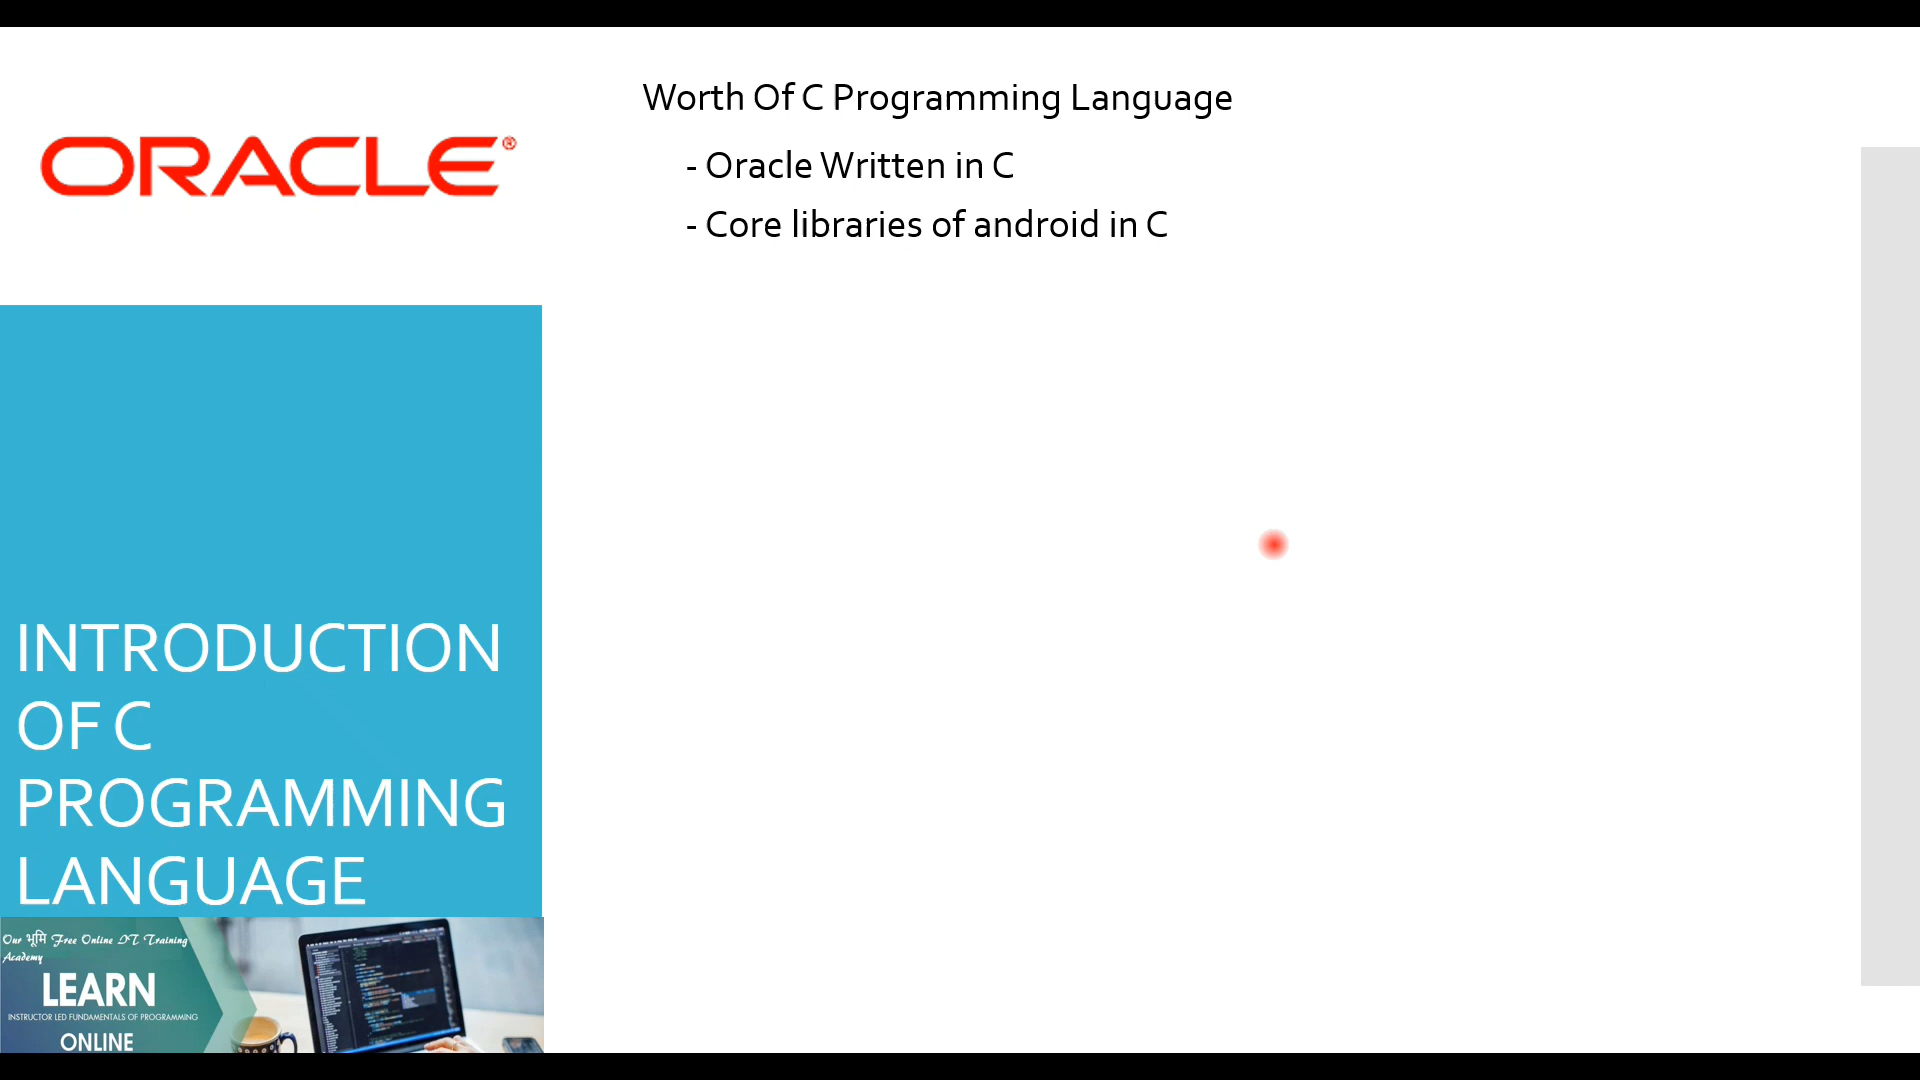 ORACLE®
Worth Of C Programming Language
- Oracle Written in C
- Core libraries of android in C
INTRODUCTION
OF C
PROGRAMMING
LANGUAGE
Our भूमि Free Online IT Training
Academy
LEARN
INSTRUCTOR LED FUNDAMENTALS OF PROGRAMMING
ONLINE